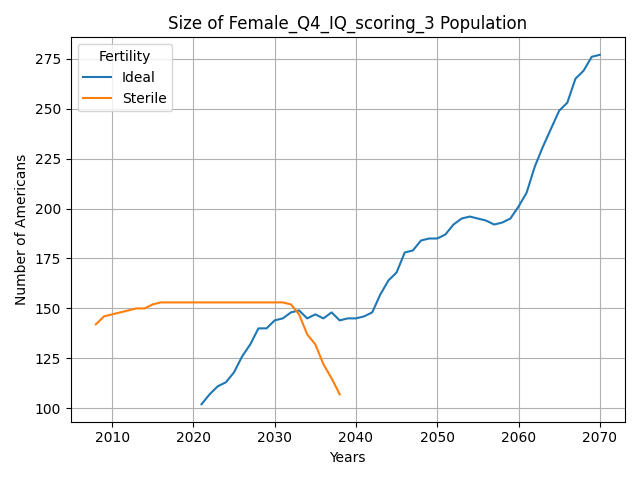 Size of Female_Q4_IQ_scoring_3 Population
Fertility
Ideal
Sterile
Number of Americans
275
250
225
200
175
150
125
100
2010 2020 2030 2040 2050 2060 2070
Years